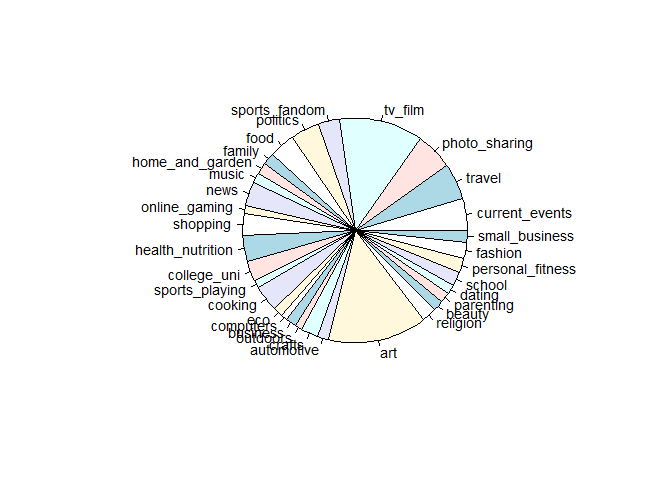 sports_fandom
tv_film
politics
photo_sharing
food
family
travel
home_and_garden
music
news
current_events
online_gaming
shopping
small_business
health_nutrition
fashion
personal_fitness
college_uni
school
sports_playing
dating
cooking
parenting
eco
beauty
computers
religion
business
outdoors
crafts
automotive
art